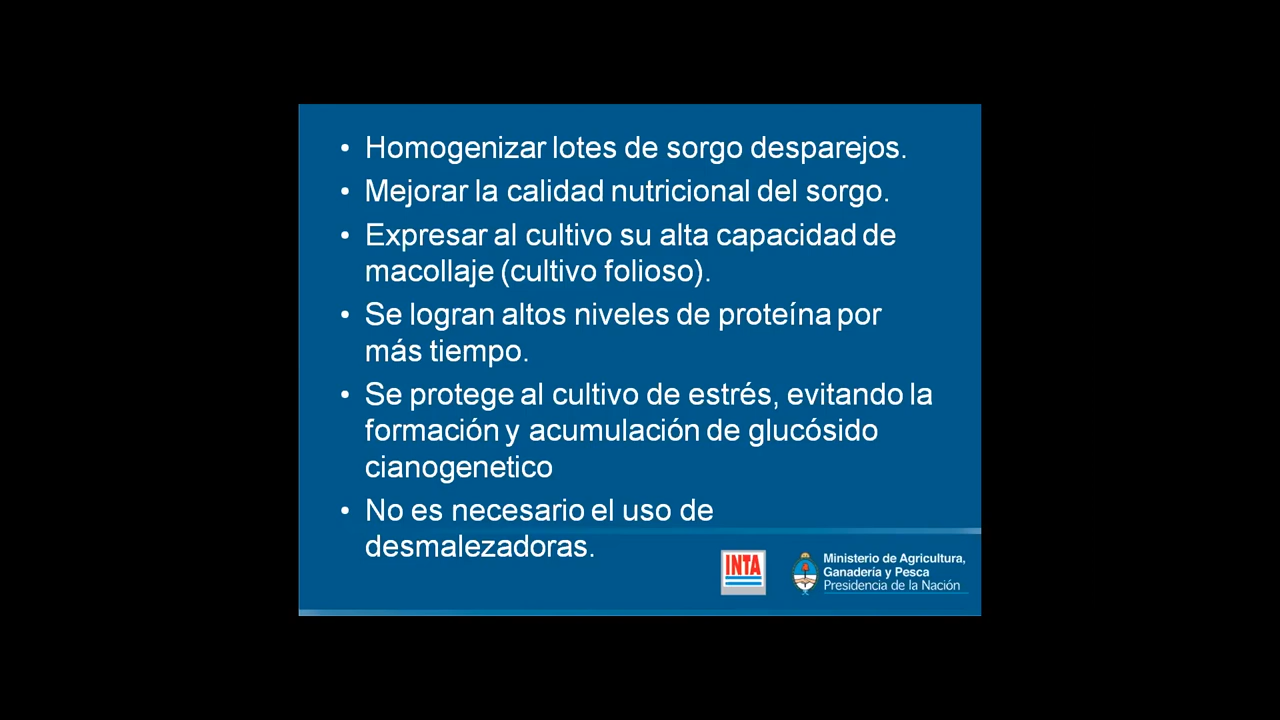 • Homogenizar lotes de sorgo desparejos.
• Mejorar la calidad nutricional del sorgo.
• Expresar al cultivo su alta capacidad de
macollaje (cultivo folioso).
• Se logran altos niveles de proteína por
más tiempo.
• Se protege al cultivo de estrés, evitando la
formación y acumulación de glucósido
cianogenetico
• No es necesario el uso de
desmalezadoras.
INTA
Ministerio de Agricultura,
Ganadería y Pesca
Presidencia de la Nación